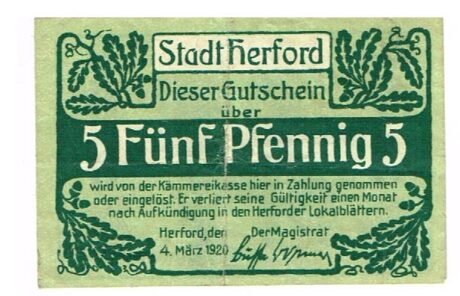 Stadt Herford
Dieser Gutschein
über
5 Fünf Pfennig 5
wird von der Kämmereikasse hier in Zahlung genommen
oder eingelöst. Er verliert seine Gültigkeit einen Monat
nach Aufkündigung in den Herforder Lokalblättern.
Herford, den Der Magistrat
4. März 1920